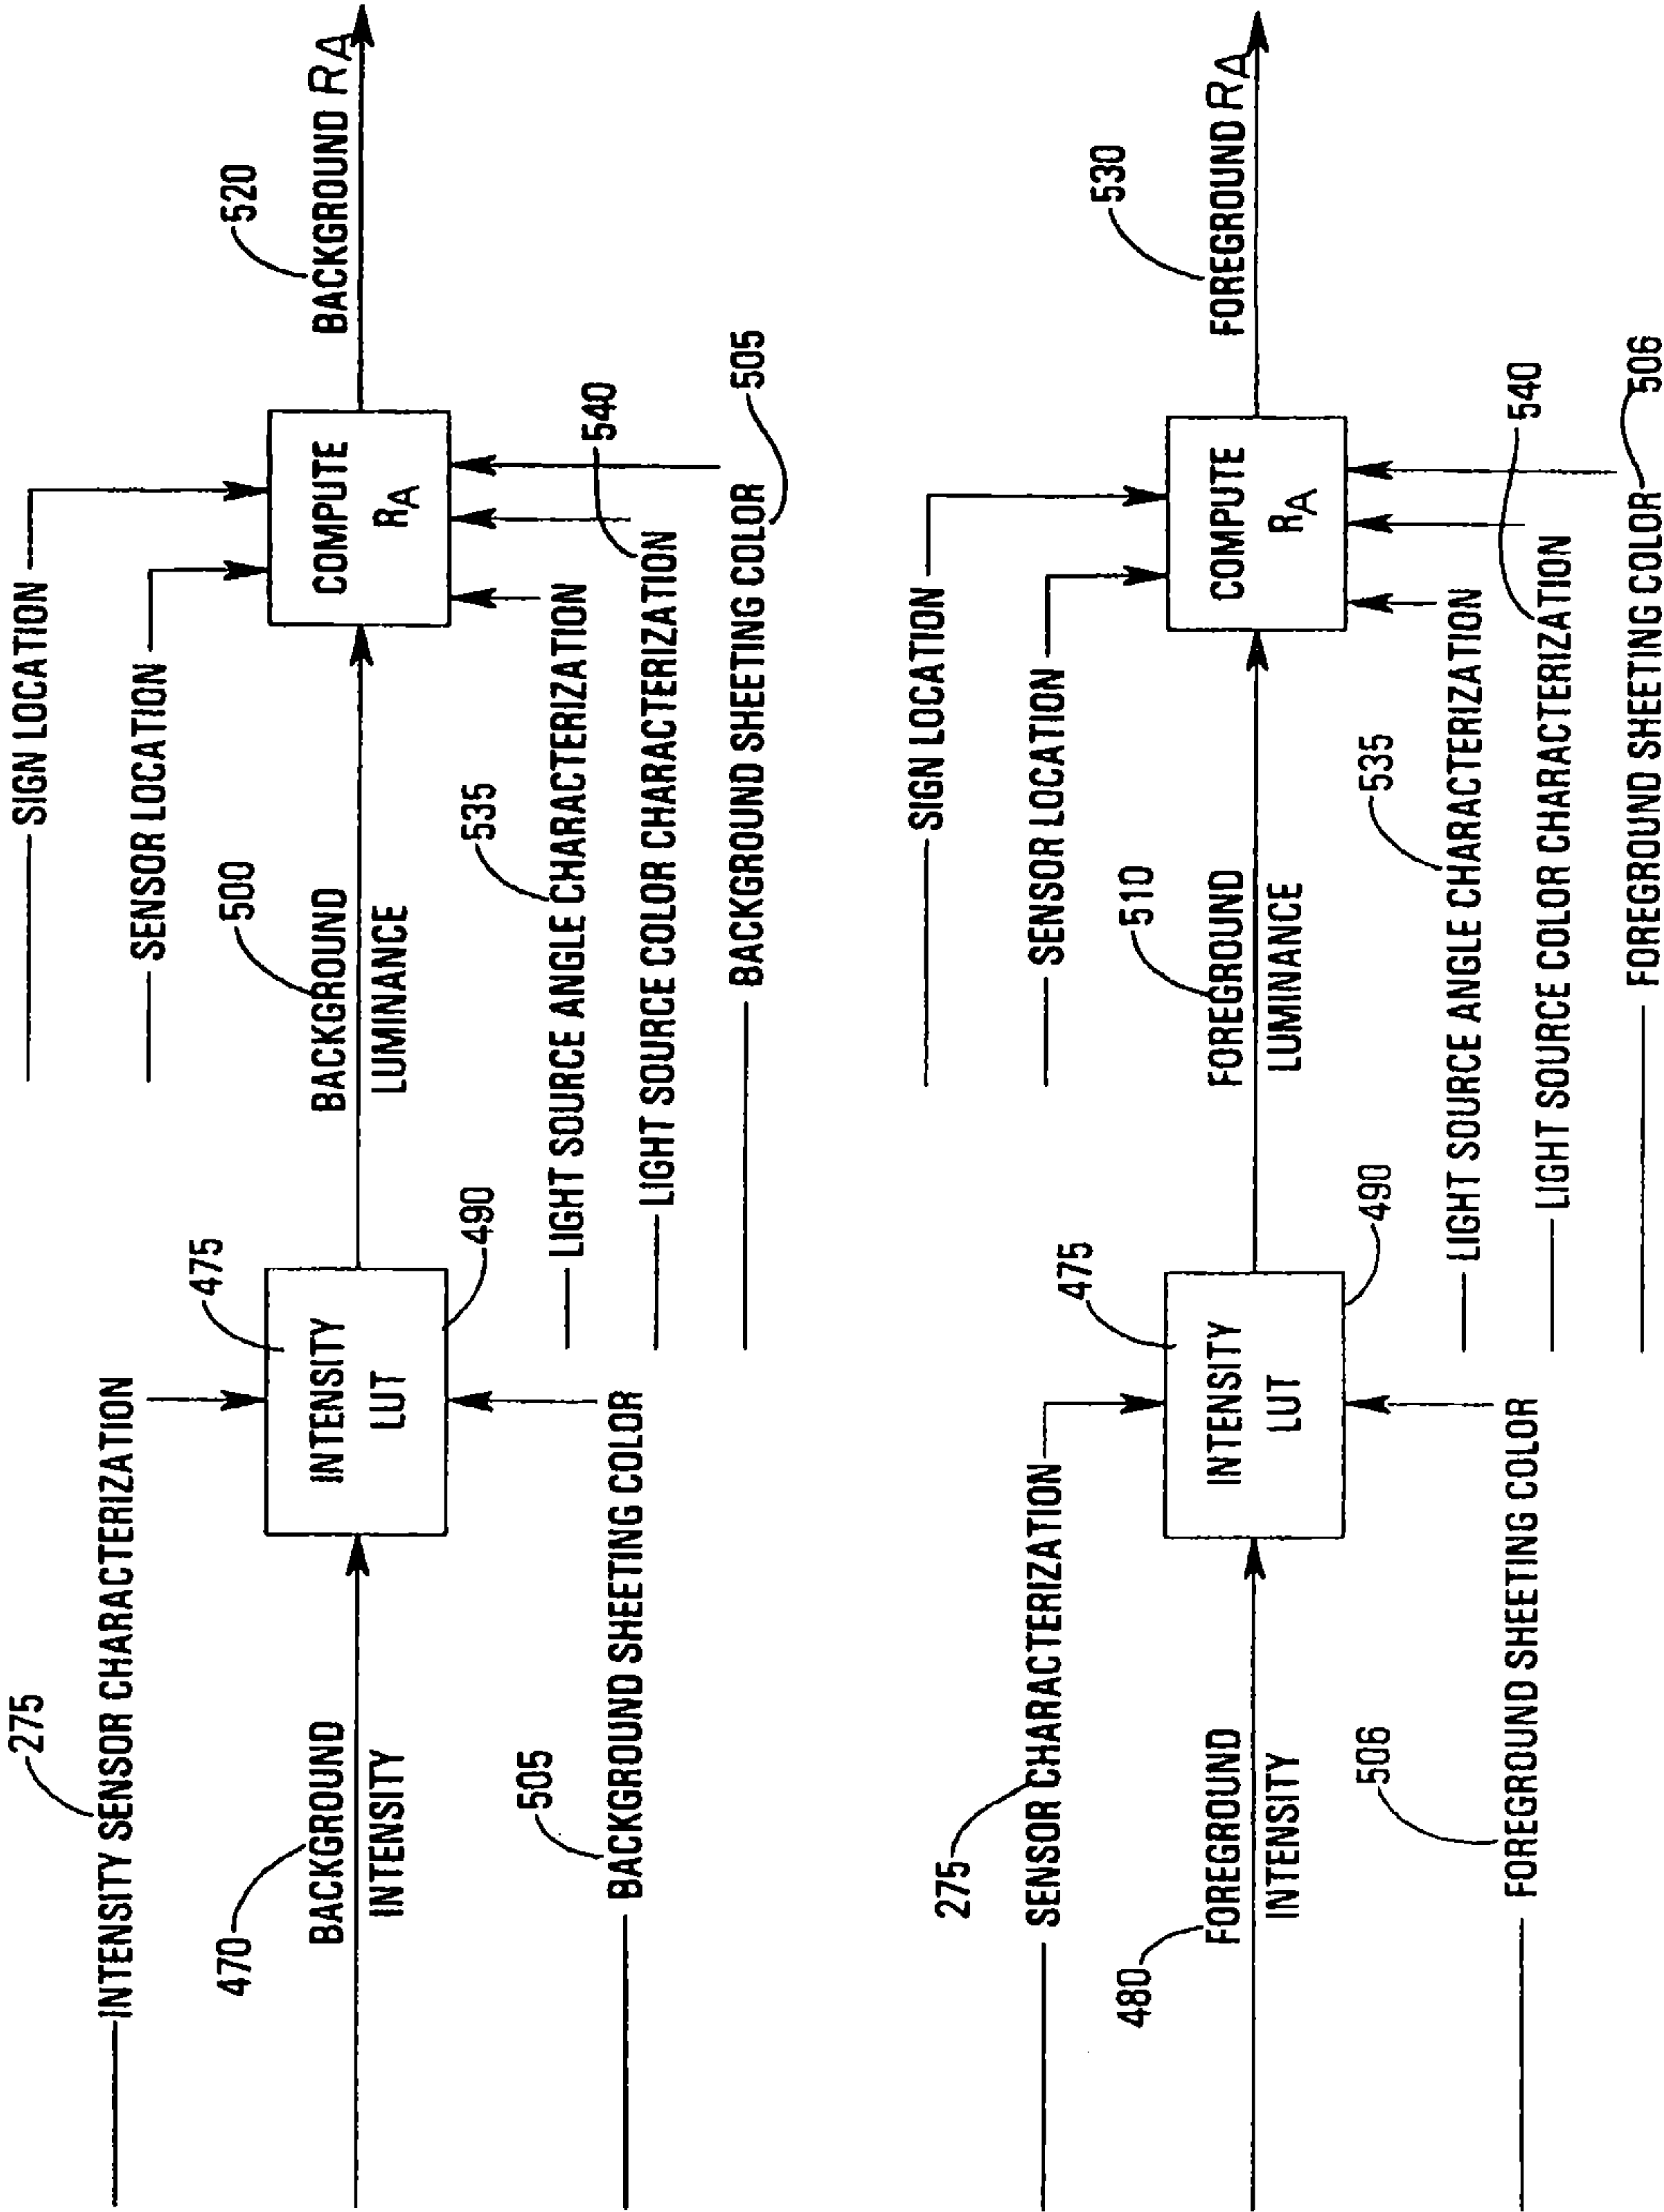 SIGN LOCATION
SENSOR LOCATION
275
INTENSITY SENSOR CHARACTERIZATION
470
BACKGROUND
INTENSITY
505
BACKGROUND SHEETING COLOR
475
INTENSITY
LUT
490
500
BACKGROUND
LUMINANCE
535
LIGHT SOURCE ANGLE CHARACTERIZATION
540
LIGHT SOURCE COLOR CHARACTERIZATION
505
BACKGROUND SHEETING COLOR
COMPUTE
RA
520
BACKGROUND RA
SIGN LOCATION
SENSOR LOCATION
275
SENSOR CHARACTERIZATION
480
FOREGROUND
INTENSITY
506
FOREGROUND SHEETING COLOR
475
INTENSITY
LUT
490
510
FOREGROUND
LUMINANCE
535
LIGHT SOURCE ANGLE CHARACTERIZATION
540
LIGHT SOURCE COLOR CHARACTERIZATION
506
FOREGROUND SHEETING COLOR
COMPUTE
RA
530
FOREGROUND RA